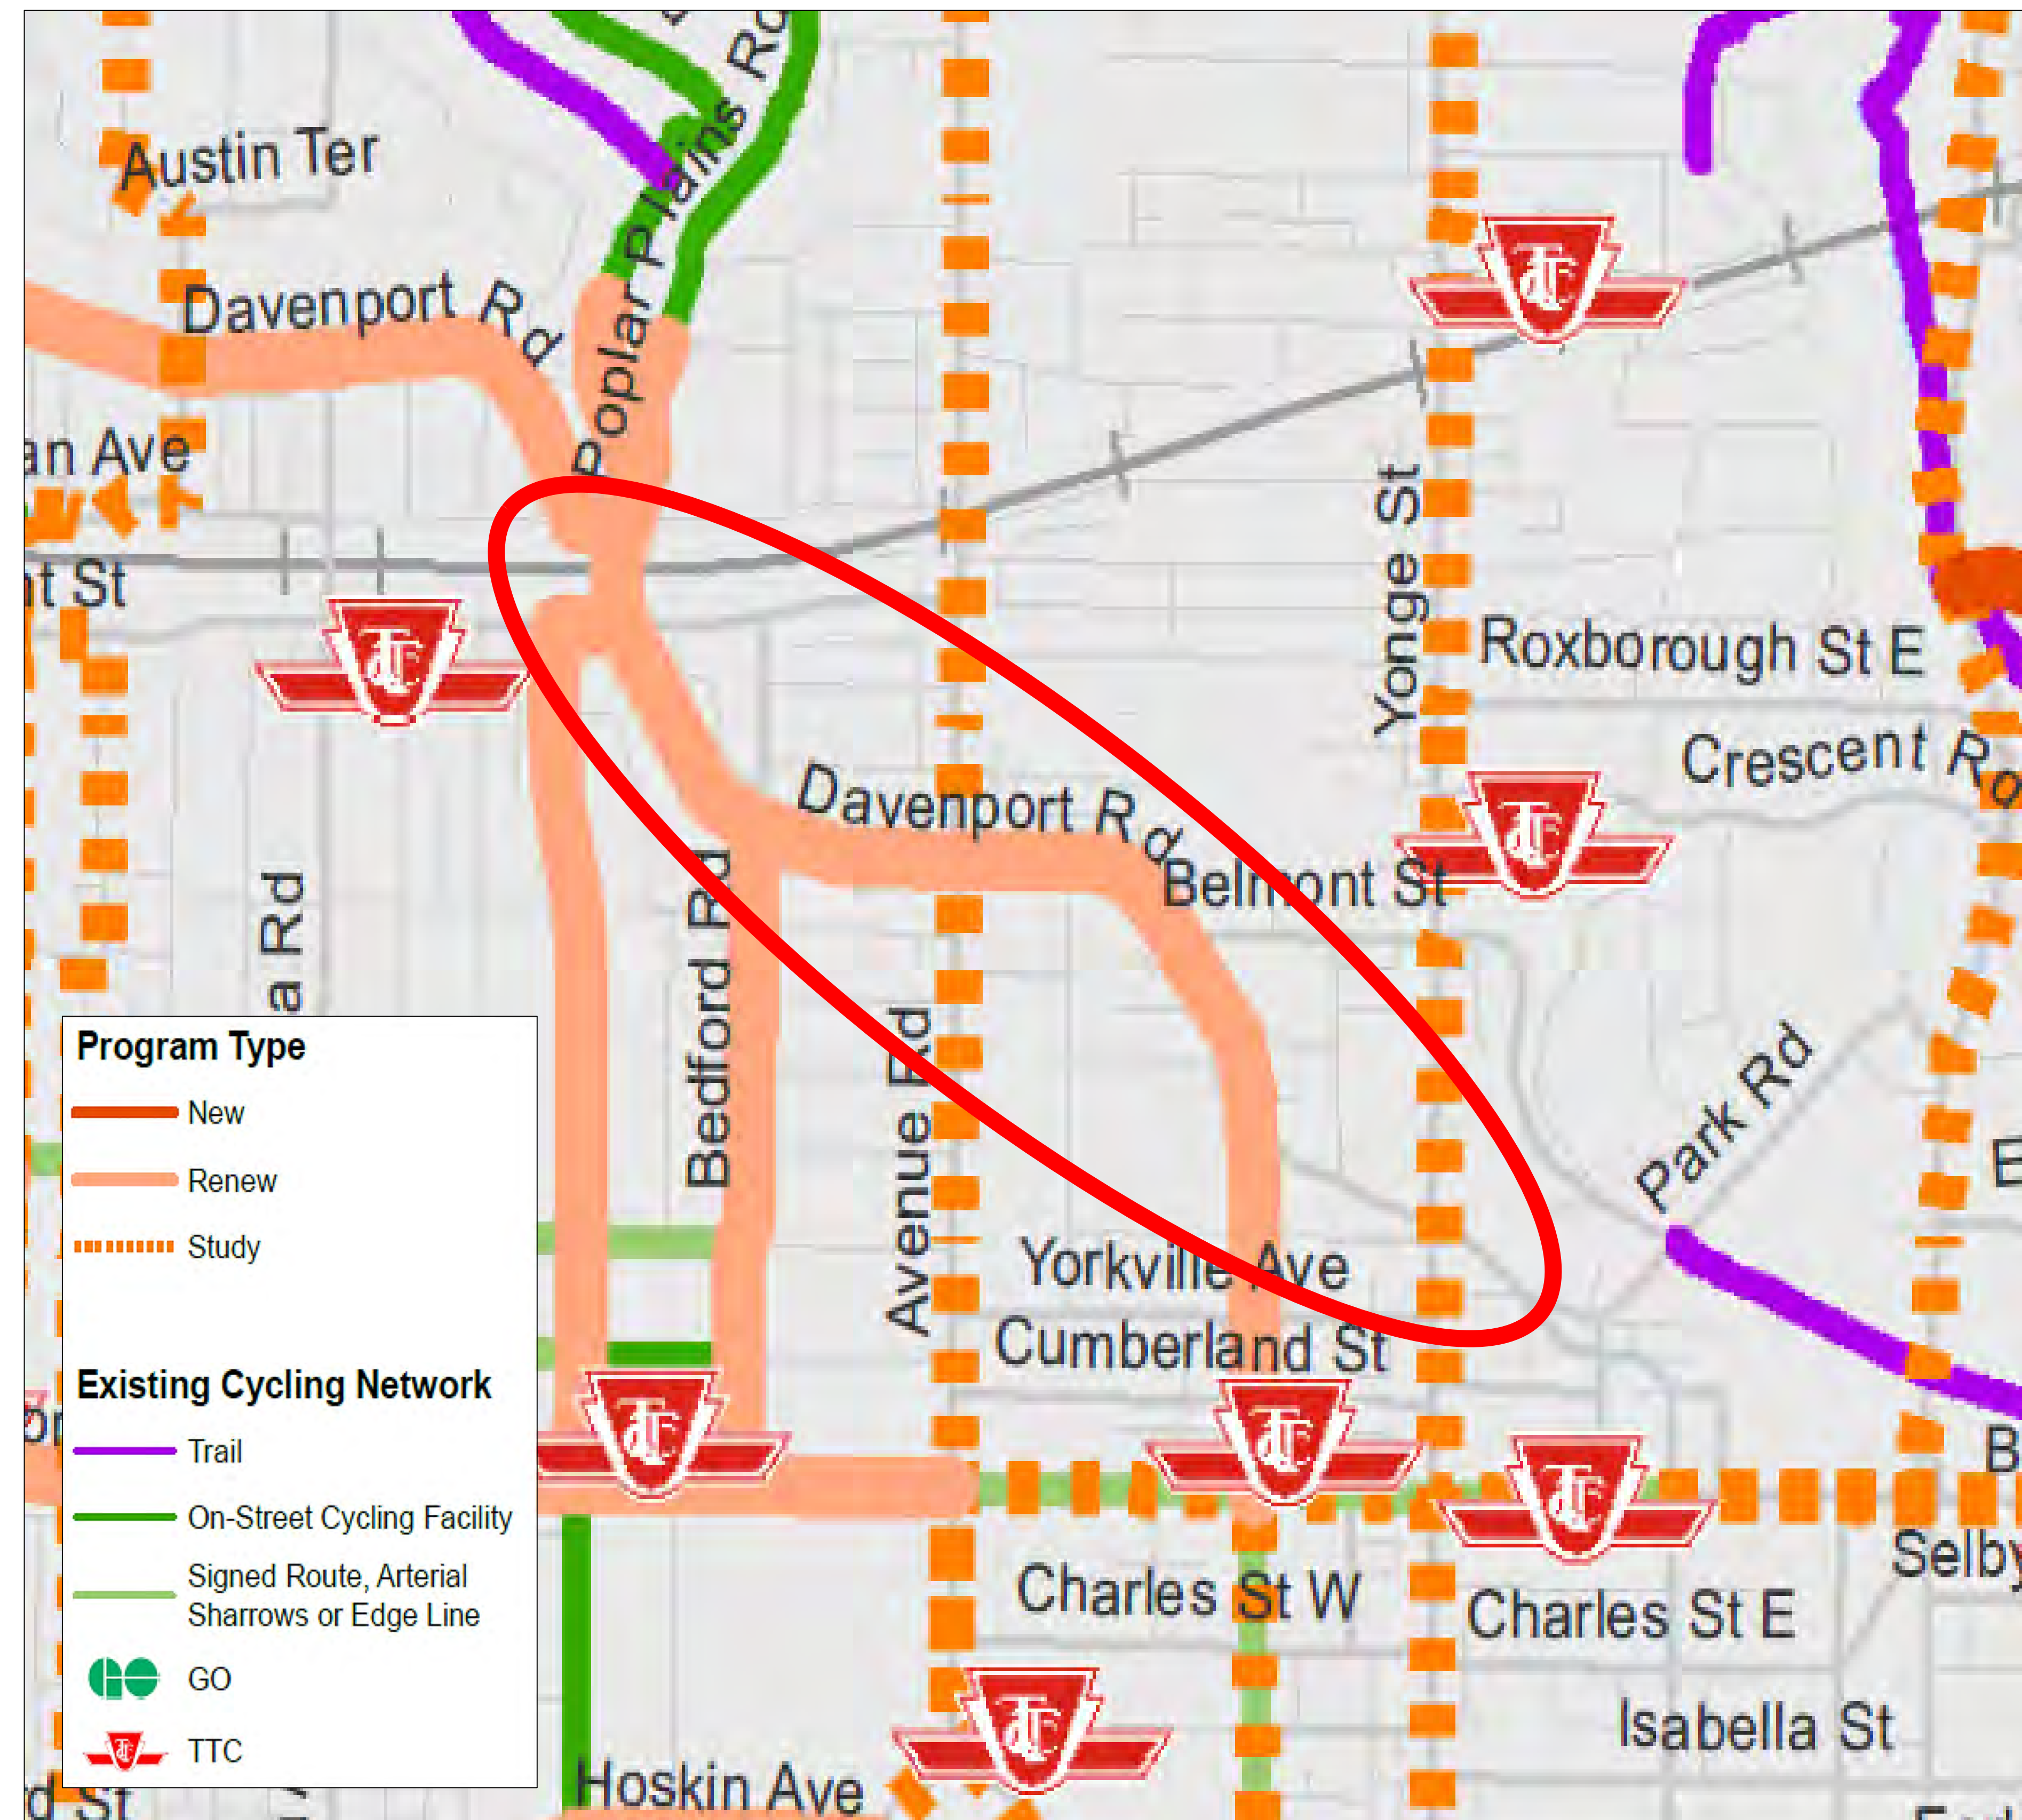 Austin Ter
Poplar Plains Rd
Davenport Rd
an Ave
nt St
Yonge St
Roxborough St E
Crescent Rd
Davenport Rd
Belmont St
a Rd
Bedford Rd
Avenue Rd
Park Rd
Yorkville Ave
Cumberland St
Charles St W
Charles St E
Selby
Isabella St
Hoskin Ave
d St
Program Type
New
Renew
Study
Existing Cycling Network
Trail
On-Street Cycling Facility
Signed Route, Arterial
Sharrows or Edge Line
GO
TTC